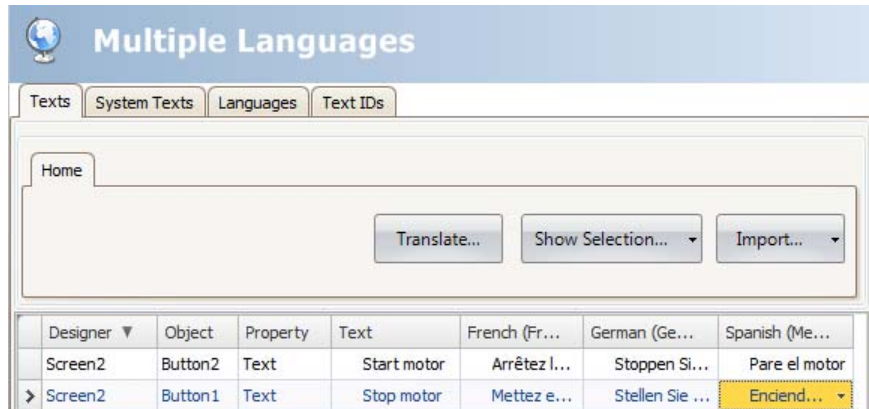 Multiple Languages
Texts System Texts Languages Text IDs
Home
Translate... Show Selection... Import...
Designer Object Property Text French (Fr... German (Ge... Spanish (Me...
Screen2 Button2 Text Start motor Arrêtez l... Stoppen Si... Pare el motor
Screen2 Button1 Text Stop motor Mettez e... Stellen Sie ... Enciend...